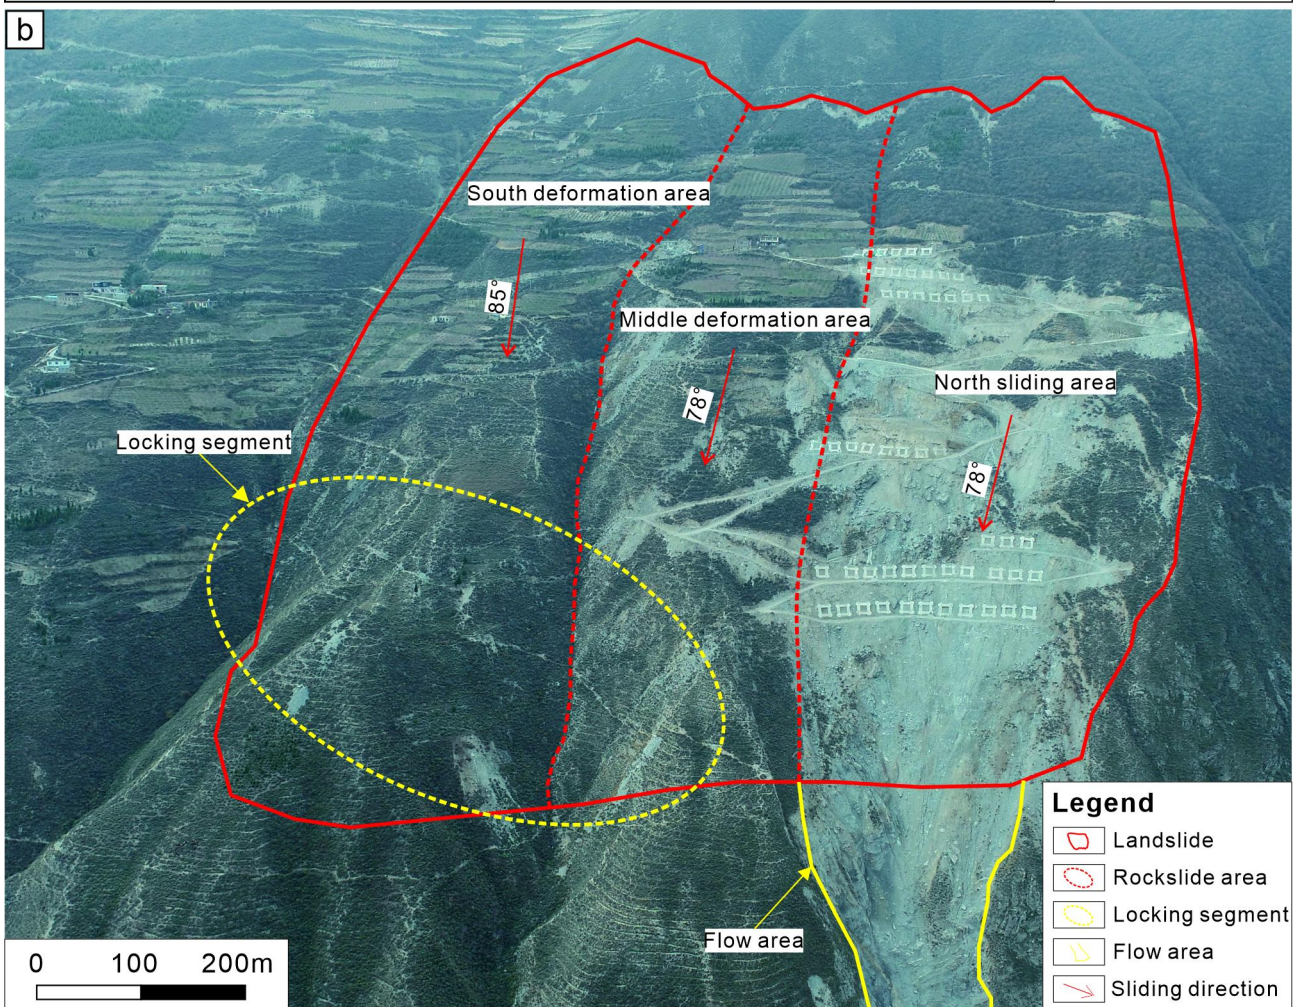 b
South deformation area
85°
Middle deformation area
78°
North sliding area
78°
Locking segment
Flow area
Legend
Landslide
Rockslide area
Locking segment
Flow area
Sliding direction
0 100 200m